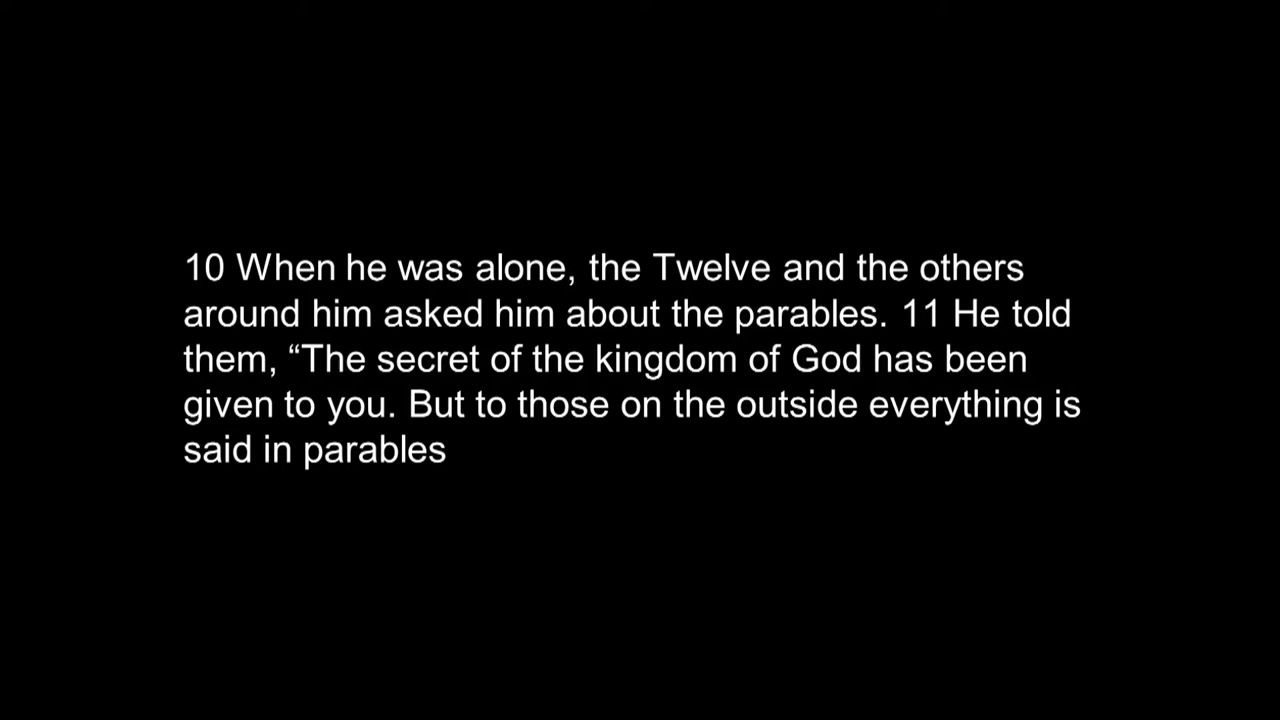 10 When he was alone, the Twelve and the others
around him asked him about the parables. 11 He told
them, “The secret of the kingdom of God has been
given to you. But to those on the outside everything is
said in parables